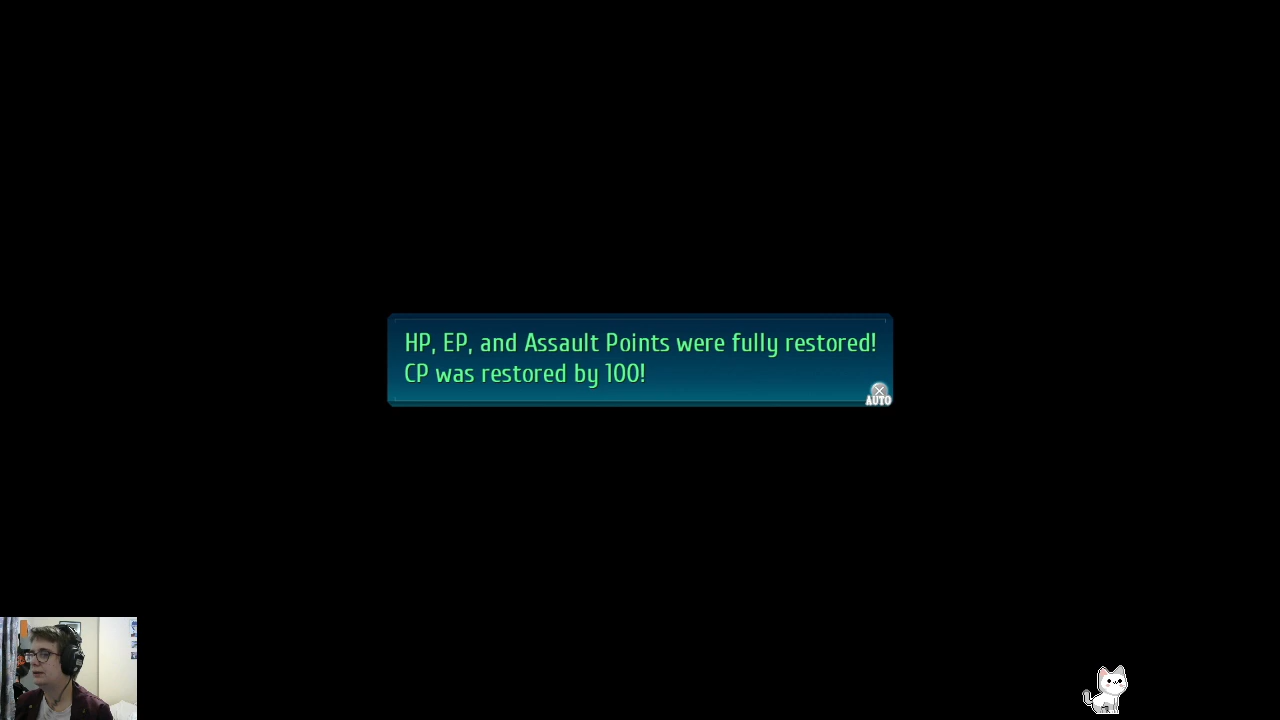 HP, EP, and Assault Points were fully restored!
CP was restored by 100!
AUTO